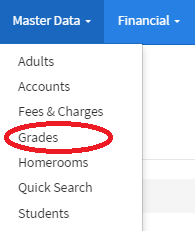 Master Data Financial
Adults
Accounts
Fees & Charges
Grades
Homerooms
Quick Search
Students